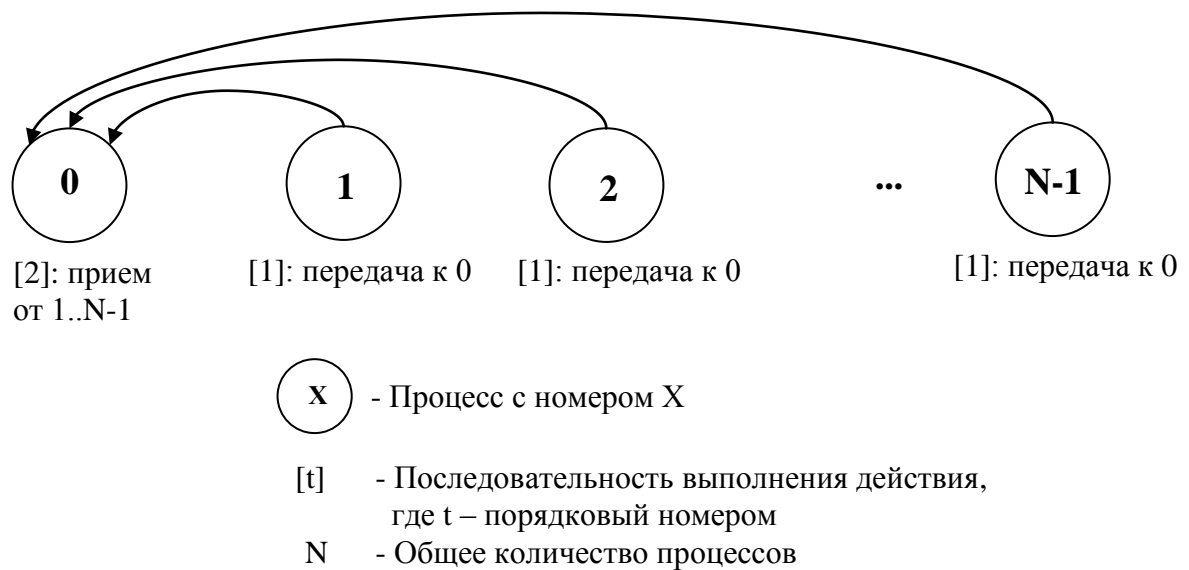 0
1
2
...
N-1
[2]: прием
от 1..N-1
[1]: передача к 0
[1]: передача к 0
[1]: передача к 0
X - Процесс с номером X
[t] - Последовательность выполнения действия,
где t – порядковый номером
N - Общее количество процессов